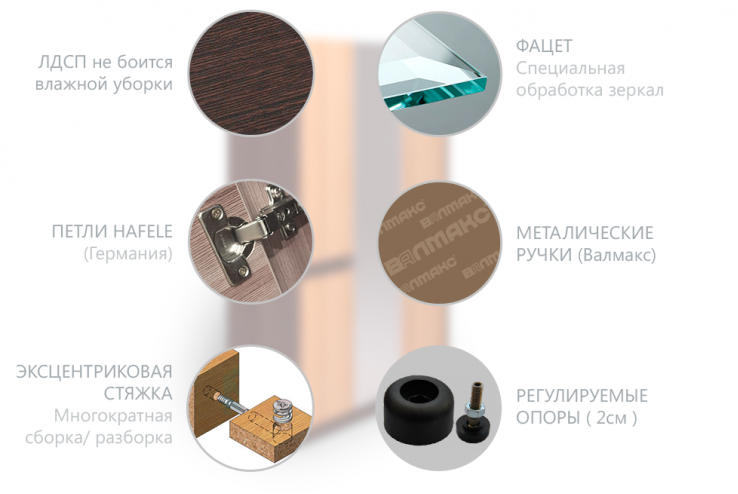 ЛДСП не боится
влажной уборки
ФАЦЕТ
Специальная
обработка зеркал
ПЕТЛИ HAFELE
(Германия)
ВАЛМАКС
ВАЛМАКС
ВАЛМАКС
МЕТАЛИЧЕСКИЕ
РУЧКИ (Валмакс)
ЭКСЦЕНТРИКОВАЯ
СТЯЖКА
Многократная
сборка/ разборка
РЕГУЛИРУЕМЫЕ
ОПОРЫ ( 2см )